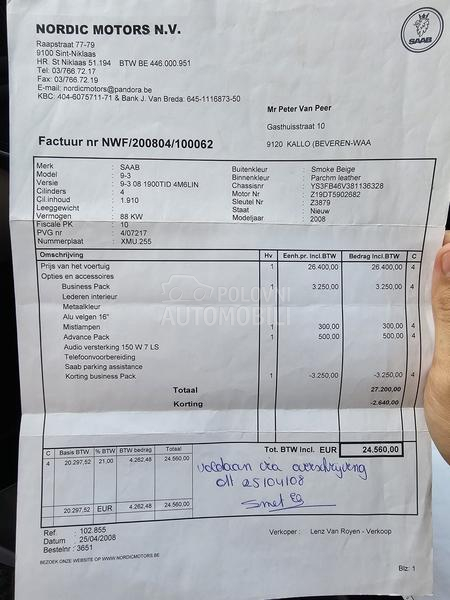 NORDIC MOTORS N.V.
Raapstraat 77-79
9100 Sint-Niklaas
HR. St Niklaas 51.194 BTW BE 446.000.951
Tel: 03/766.72.17
Fax: 03/766.72.19
E-mail: nordicmotors@pandora.be
KBC: 404-6075711-71 & Bank J. Van Breda: 645-1116873-50
SAAB
Mr Peter Van Peer
Gasthuisstraat 10
9120 KALLO (BEVEREN-WAA
Factuur nr NWF/200804/100062
Merk : SAAB
Model : 9-3
Versie : 9-3 08 1900TID 4M6LIN
Cilinders : 4
Cil.inhoud : 1.910
Leeggewicht :
Vermogen : 88 KW
Fiscale PK : 10
PVG nr : 4/07217
Nummerplaat : XMU.255
Buitenkleur : Smoke Beige
Binnenkleur : Parchm leather
Chassisnr : YS3FB46V381136328
Motor Nr : Z19DT5902682
Sleutel Nr : Z3879
Staat : Nieuw
Modeljaar : 2008
Omschrijving Hv Eenh.pr. Incl.BTW Bedrag Incl.BTW C
Prijs van het voertuig 1 26.400,00 26.400,00 4
Opties en accessoires
Business Pack 1 3.250,00 3.250,00 4
Lederen interieur
Metaalkleur
Alu velgen 16"
Mistlampen 1 300,00 300,00 4
Advance Pack 1 500,00 500,00 4
Audio versterking 150 W 7 LS
Telefoonvoorbereiding
Saab parking assistance
Korting business Pack 1 -3.250,00 -3.250,00 4
Totaal 27.200,00
Korting -2.640,00
POLOVNI
AUTOMOBILI
Tot. BTW incl. EUR 24.560,00
C Basis BTW % BTW BTW bedrag Totaal
4 20.297,52 21,00 4.262,48 24.560,00
20.297,52 EUR 4.262,48 24.560,00
voldaan via overschrijving
dt 25/04/08
Ref. : 102.855
Datum : 25/04/2008
Bestelnr : 3651
Verkoper : Lenz Van Royen - Verkoop
BEZOEK ONZE WEBSITE OP WWW.NORDICMOTORS.BE
Blz: 1